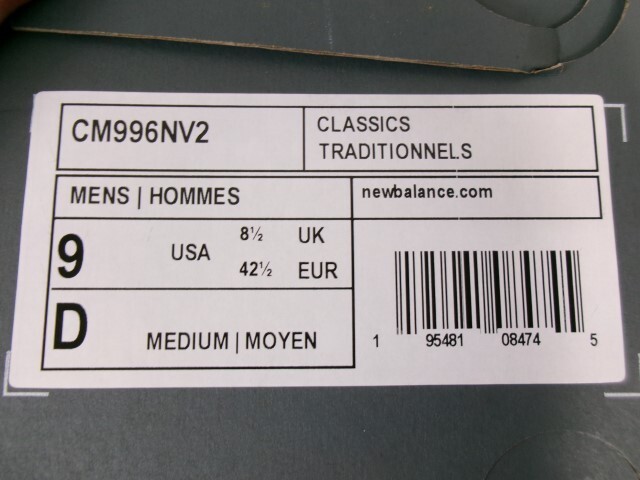 CM996NV2
CLASSICS
TRADITIONNELS
MENS | HOMMES
newbalance.com
9 USA 8½ UK
42½ EUR
D MEDIUM | MOYEN
1 95481 08474 5